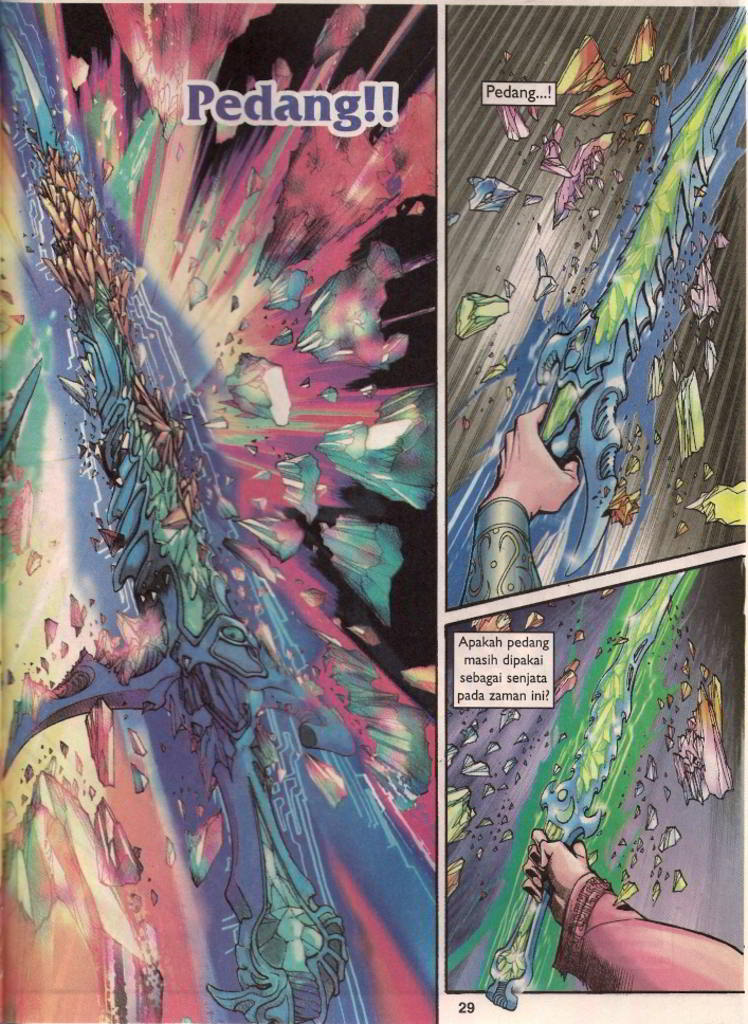 Pedang!!
Pedang...!
Apakah pedang
masih dipakai
sebagai senjata
pada zaman ini?
29